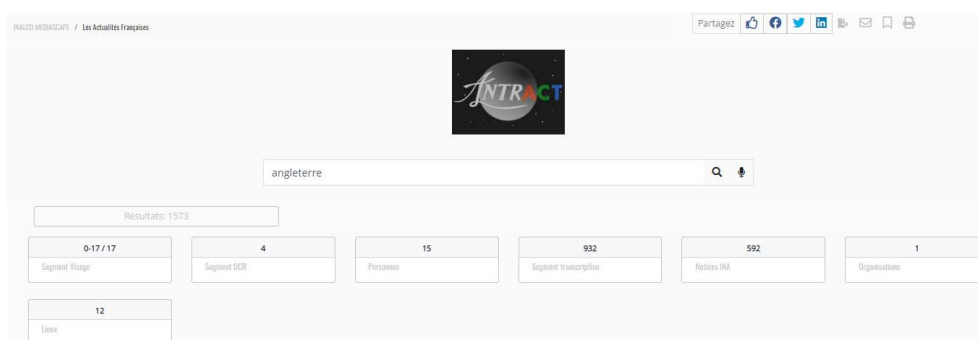 INALCO MEDIASCAPE / Les Actualités Françaises
Partagez
ANTRACT
angleterre
Résultats: 1573
0-17 / 17
Segment Visage
4
Segment OCR
15
Personnes
932
Segment transcription
592
Notices INA
1
Organisations
12
Lieux